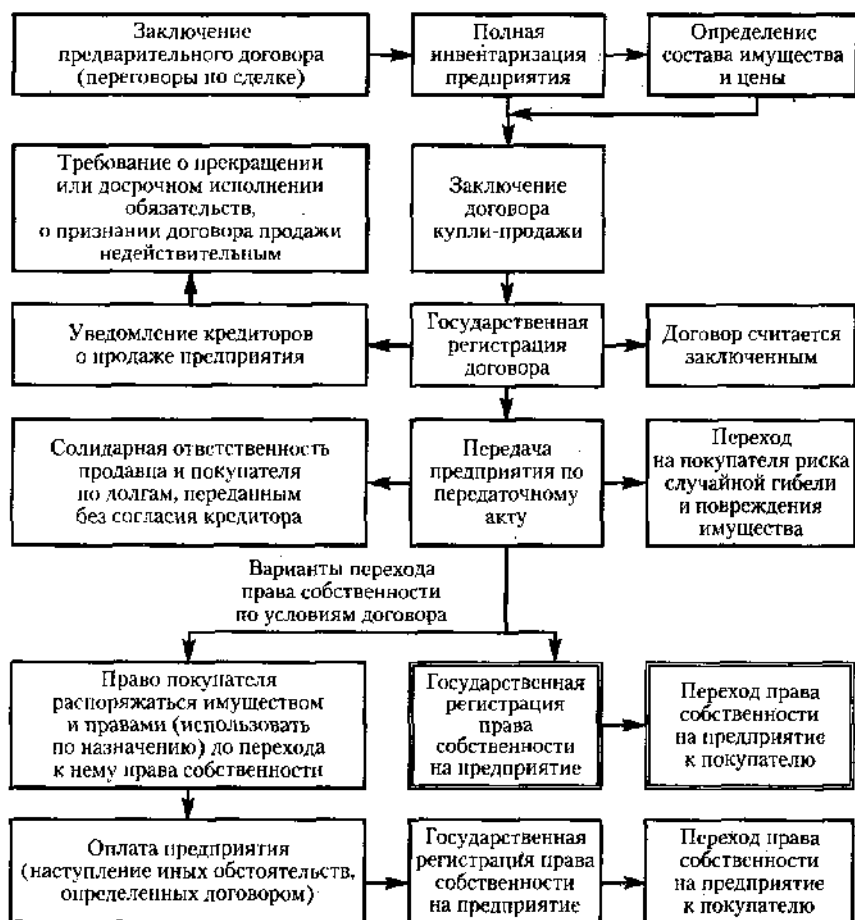 Заключение
предварительного договора
(переговоры по сделке)
Полная
инвентаризация
предприятия
Определение
состава имущества
и цены
Требование о прекращении
или досрочном исполнении
обязательств,
о признании договора продажи
недействительным
Заключение
договора
купли-продажи
Уведомление кредиторов
о продаже предприятия
Государственная
регистрация
договора
Договор считается
заключенным
Солидарная ответственность
продавца и покупателя
по долгам, переданным
без согласия кредитора
Передача
предприятия по
передаточному
акту
Переход
на покупателя риска
случайной гибели
и повреждения
имущества
Варианты перехода
права собственности
по условиям договора
Право покупателя
распоряжаться имуществом
и правами (использовать
по назначению) до перехода
к нему права собственности
Государственная
регистрация
права
собственности
на предприятие
Переход права
собственности
на предприятие
к покупателю
Оплата предприятия
(наступление иных обстоятельств,
определенных договором)
Государственная
регистрация права
собственности
на предприятие
Переход права
собственности
на предприятие
к покупателю